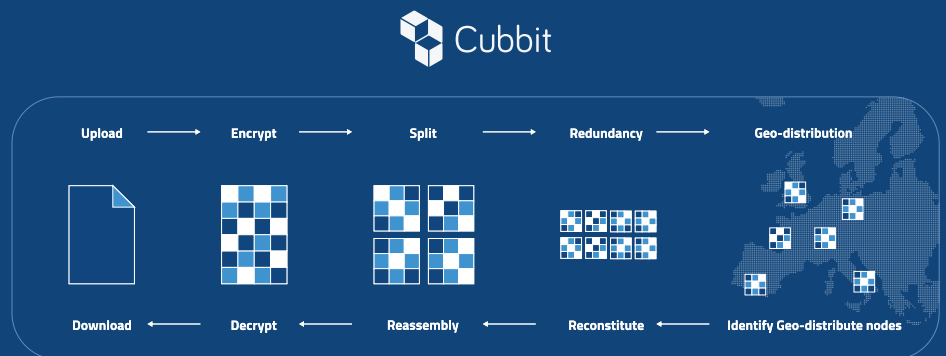 Cubbit
Upload
Encrypt
Split
Redundancy
Geo-distribution
Download
Decrypt
Reassembly
Reconstitute
Identify Geo-distribute nodes